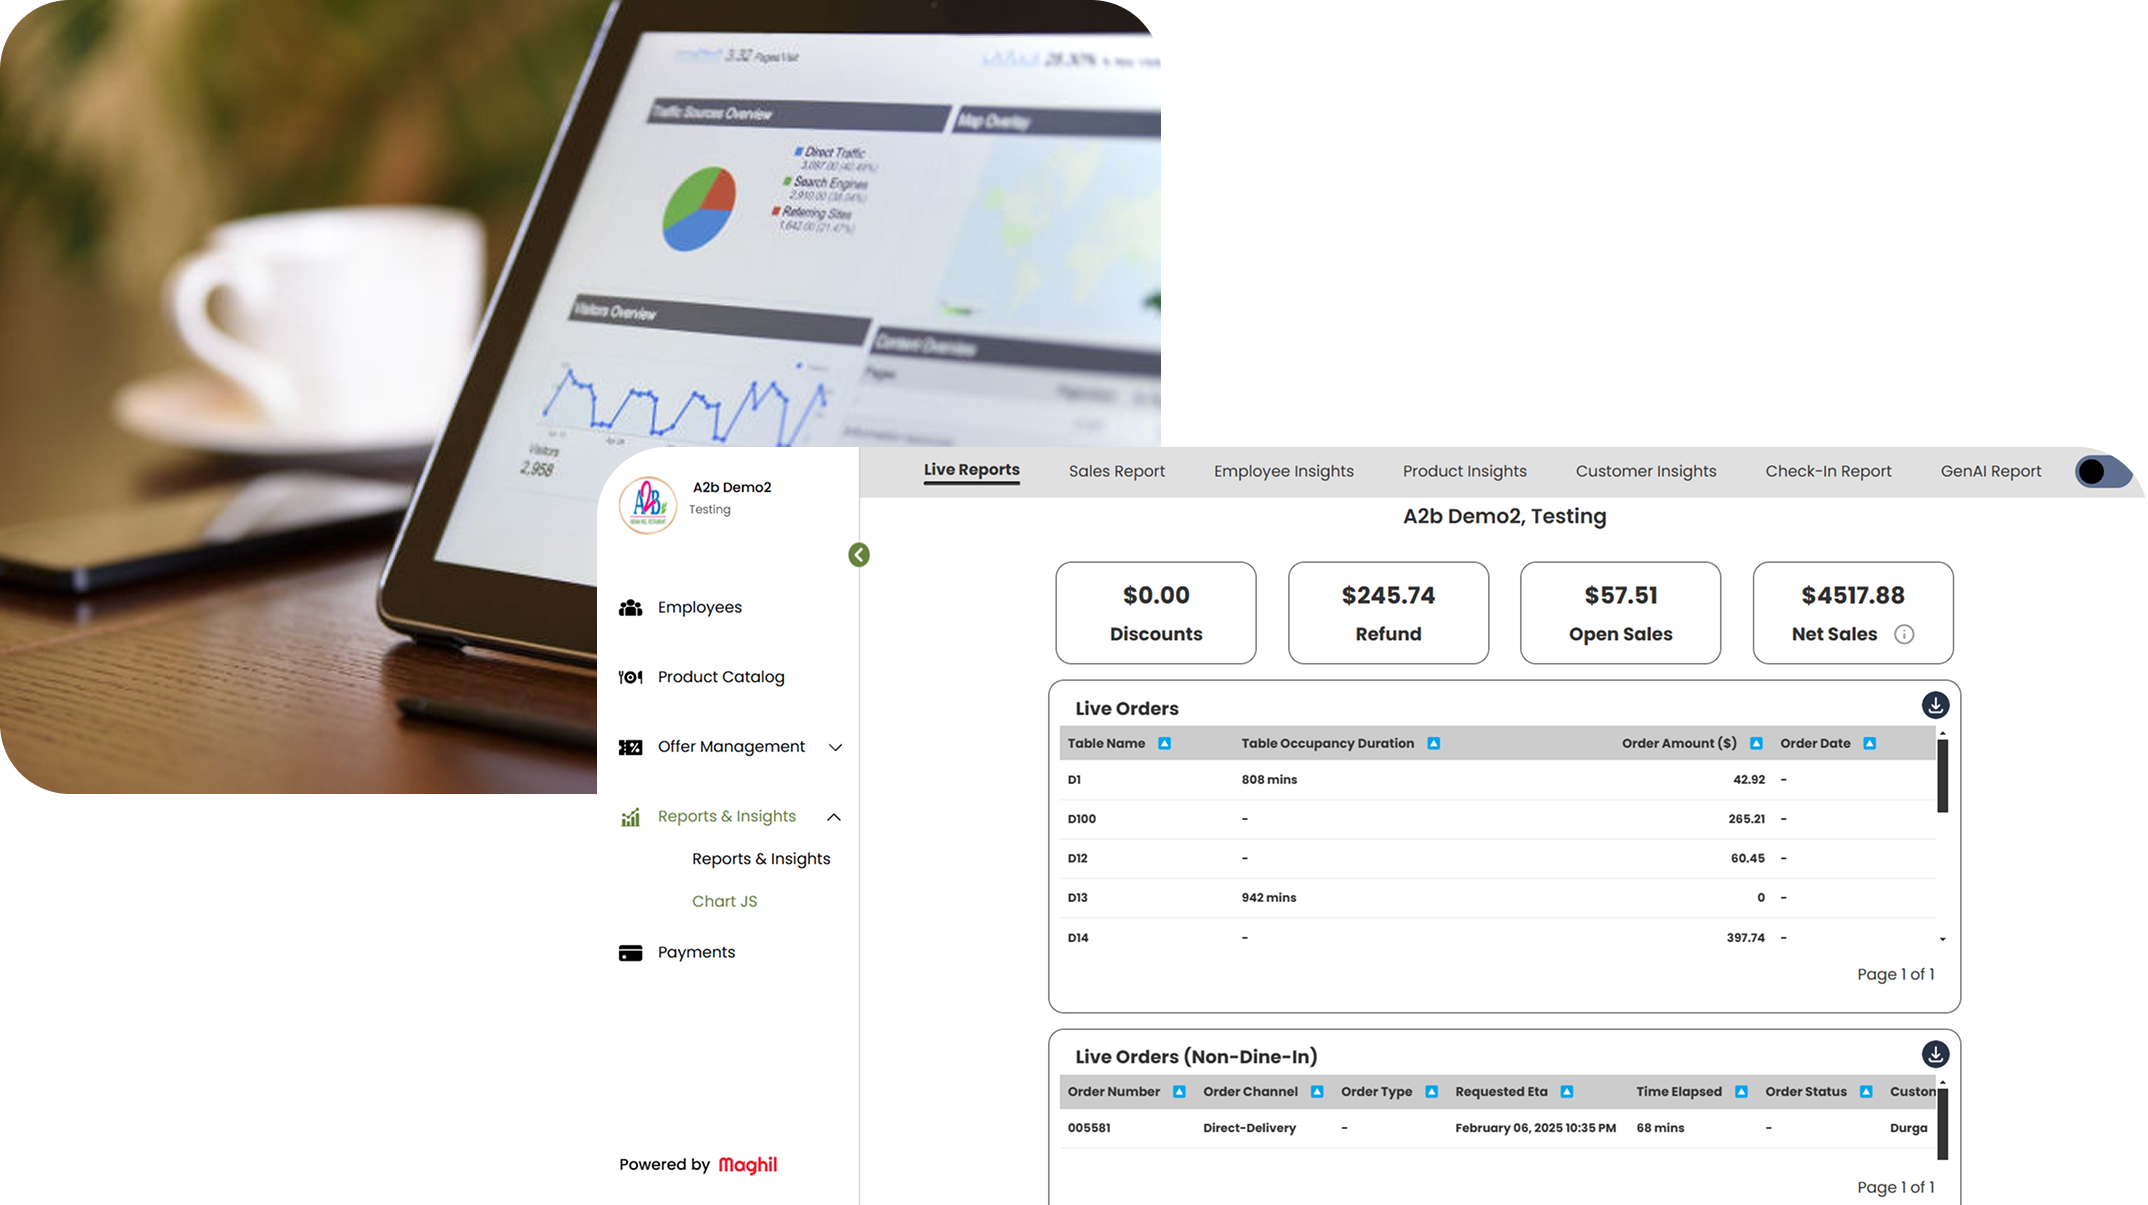 3.32 Pages/Visit
28.30%
Traffic Sources Overview
Map Overlay
Direct Traffic
3,097.00 (40.49%)
Search Engines
2,910.00 (38.04%)
Referring Sites
1,642.00 (21.47%)
Visitors Overview
Content Overview
Pages
Visitors
2,958
A2B
A2b Demo2
Testing
Employees
Product Catalog
Offer Management
Reports & Insights
Reports & Insights
Chart JS
Payments
Powered by Maghil
Live Reports Sales Report Employee Insights Product Insights Customer Insights Check-In Report GenAI Report
A2b Demo2, Testing
$0.00 $245.74 $57.51 $4517.88
Discounts Refund Open Sales Net Sales
Live Orders
Table Name Table Occupancy Duration Order Amount ($) Order Date
D1 808 mins 42.92 -
D100 - 265.21 -
D12 - 60.45 -
D13 942 mins 0 -
D14 - 397.74 -
Page 1 of 1
Live Orders (Non-Dine-In)
Order Number Order Channel Order Type Requested Eta Time Elapsed Order Status Custom
005581 Direct-Delivery - February 06, 2025 10:35 PM 68 mins - Durga
Page 1 of 1